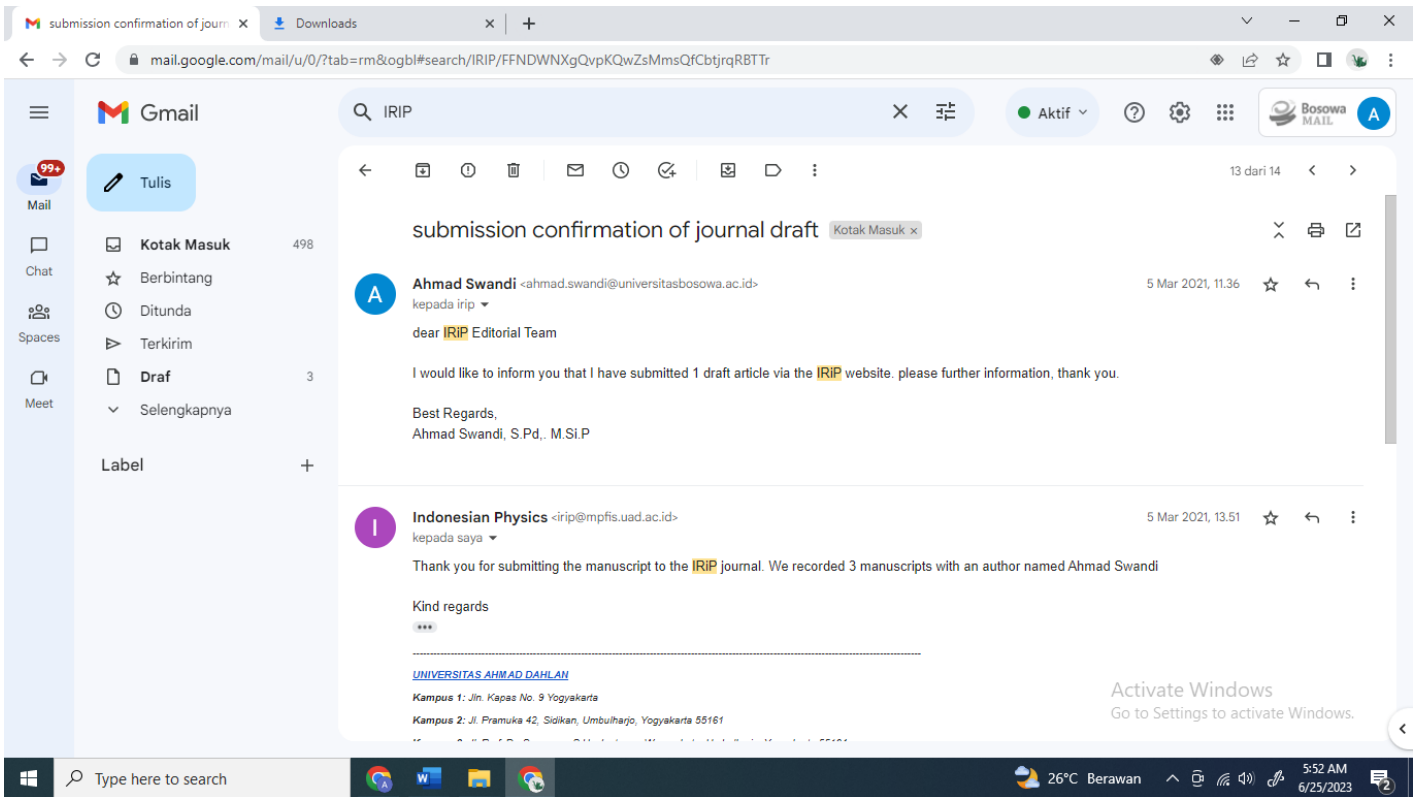 submission confirmation of journ
Downloads
mail.google.com/mail/u/0/?tab=rm&ogbl#search/IRIP/FFNDWNXgQvpKQwZsMmsQfCbtjrqRBTTr
Gmail
IRIP
Aktif
Bosowa
MAIL
A
99+
Mail
Chat
Spaces
Meet
Tulis
Kotak Masuk 498
Berbintang
Ditunda
Terkirim
Draf 3
Selengkapnya
Label
13 dari 14
submission confirmation of journal draft Kotak Masuk x
A
Ahmad Swandi <ahmad.swandi@universitasbosowa.ac.id> 5 Mar 2021, 11.36
kepada irip
dear IRiP Editorial Team
I would like to inform you that I have submitted 1 draft article via the IRiP website. please further information, thank you.
Best Regards,
Ahmad Swandi, S.Pd,. M.Si.P
I
Indonesian Physics <irip@mpfis.uad.ac.id> 5 Mar 2021, 13.51
kepada saya
Thank you for submitting the manuscript to the IRiP journal. We recorded 3 manuscripts with an author named Ahmad Swandi
Kind regards
UNIVERSITAS AHMAD DAHLAN
Kampus 1: Jln. Kapas No. 9 Yogyakarta
Kampus 2: Jl. Pramuka 42, Sidikan, Umbulharjo, Yogyakarta 55161
Activate Windows
Go to Settings to activate Windows.
Type here to search
26°C Berawan
5:52 AM
6/25/2023
2